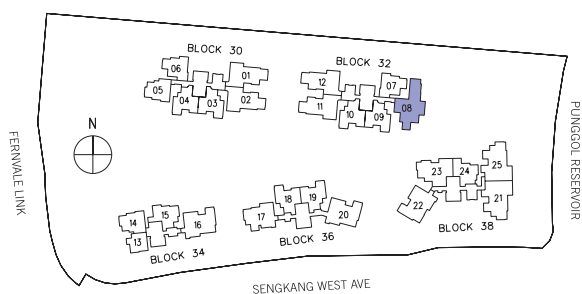 BLOCK 30
BLOCK 32
06
01
05
04
03
02
12
07
11
10
09
08
N
FERNVALE LINK
PUNGGOL RESERVOIR
23
24
25
22
21
BLOCK 38
14
15
16
13
BLOCK 34
17
18
19
20
BLOCK 36
SENGKANG WEST AVE